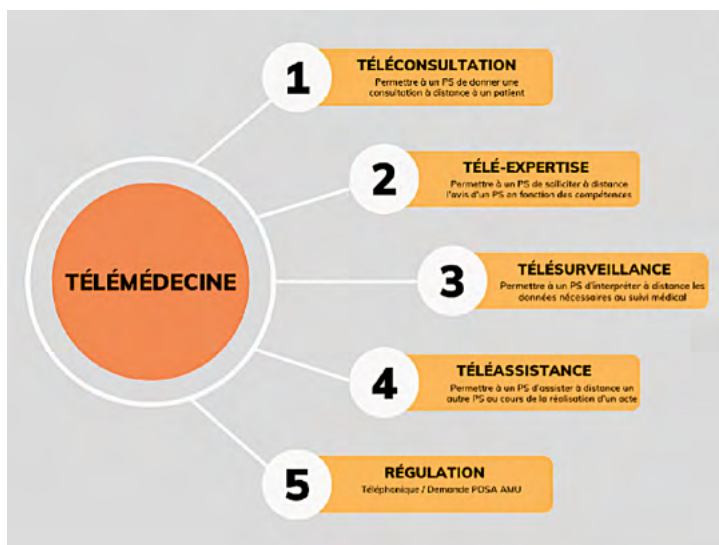 TÉLÉMÉDECINE
1
TÉLÉCONSULTATION
Permettre à un PS de donner une
consultation à distance à un patient
2
TÉLÉ-EXPERTISE
Permettre à un PS de solliciter à distance
l'avis d'un PS en fonction des compétences
3
TÉLÉSURVEILLANCE
Permettre à un PS d'interpréter à distance les
données nécessaires au suivi médical
4
TÉLÉASSISTANCE
Permettre à un PS d'assister à distance un
autre PS au cours de la réalisation d'un acte
5
RÉGULATION
Téléphonique / Demande PDSA AMU